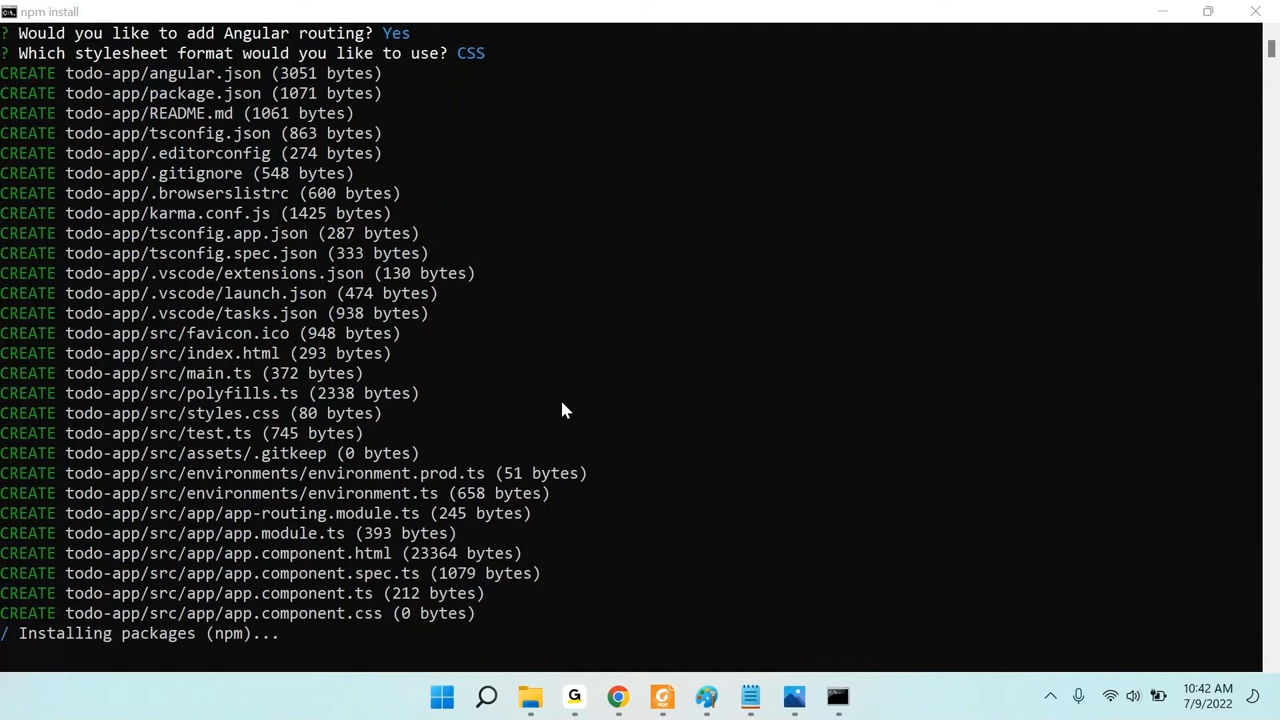 npm install
? Would you like to add Angular routing? Yes
? Which stylesheet format would you like to use? CSS
CREATE todo-app/angular.json (3051 bytes)
CREATE todo-app/package.json (1071 bytes)
CREATE todo-app/README.md (1061 bytes)
CREATE todo-app/tsconfig.json (863 bytes)
CREATE todo-app/.editorconfig (274 bytes)
CREATE todo-app/.gitignore (548 bytes)
CREATE todo-app/.browserslistrc (600 bytes)
CREATE todo-app/karma.conf.js (1425 bytes)
CREATE todo-app/tsconfig.app.json (287 bytes)
CREATE todo-app/tsconfig.spec.json (333 bytes)
CREATE todo-app/.vscode/extensions.json (130 bytes)
CREATE todo-app/.vscode/launch.json (474 bytes)
CREATE todo-app/.vscode/tasks.json (938 bytes)
CREATE todo-app/src/favicon.ico (948 bytes)
CREATE todo-app/src/index.html (293 bytes)
CREATE todo-app/src/main.ts (372 bytes)
CREATE todo-app/src/polyfills.ts (2338 bytes)
CREATE todo-app/src/styles.css (80 bytes)
CREATE todo-app/src/test.ts (745 bytes)
CREATE todo-app/src/assets/.gitkeep (0 bytes)
CREATE todo-app/src/environments/environment.prod.ts (51 bytes)
CREATE todo-app/src/environments/environment.ts (658 bytes)
CREATE todo-app/src/app/app-routing.module.ts (245 bytes)
CREATE todo-app/src/app/app.module.ts (393 bytes)
CREATE todo-app/src/app/app.component.html (23364 bytes)
CREATE todo-app/src/app/app.component.spec.ts (1079 bytes)
CREATE todo-app/src/app/app.component.ts (212 bytes)
CREATE todo-app/src/app/app.component.css (0 bytes)
/ Installing packages (npm)...
G
PDF
10:42 AM
7/9/2022